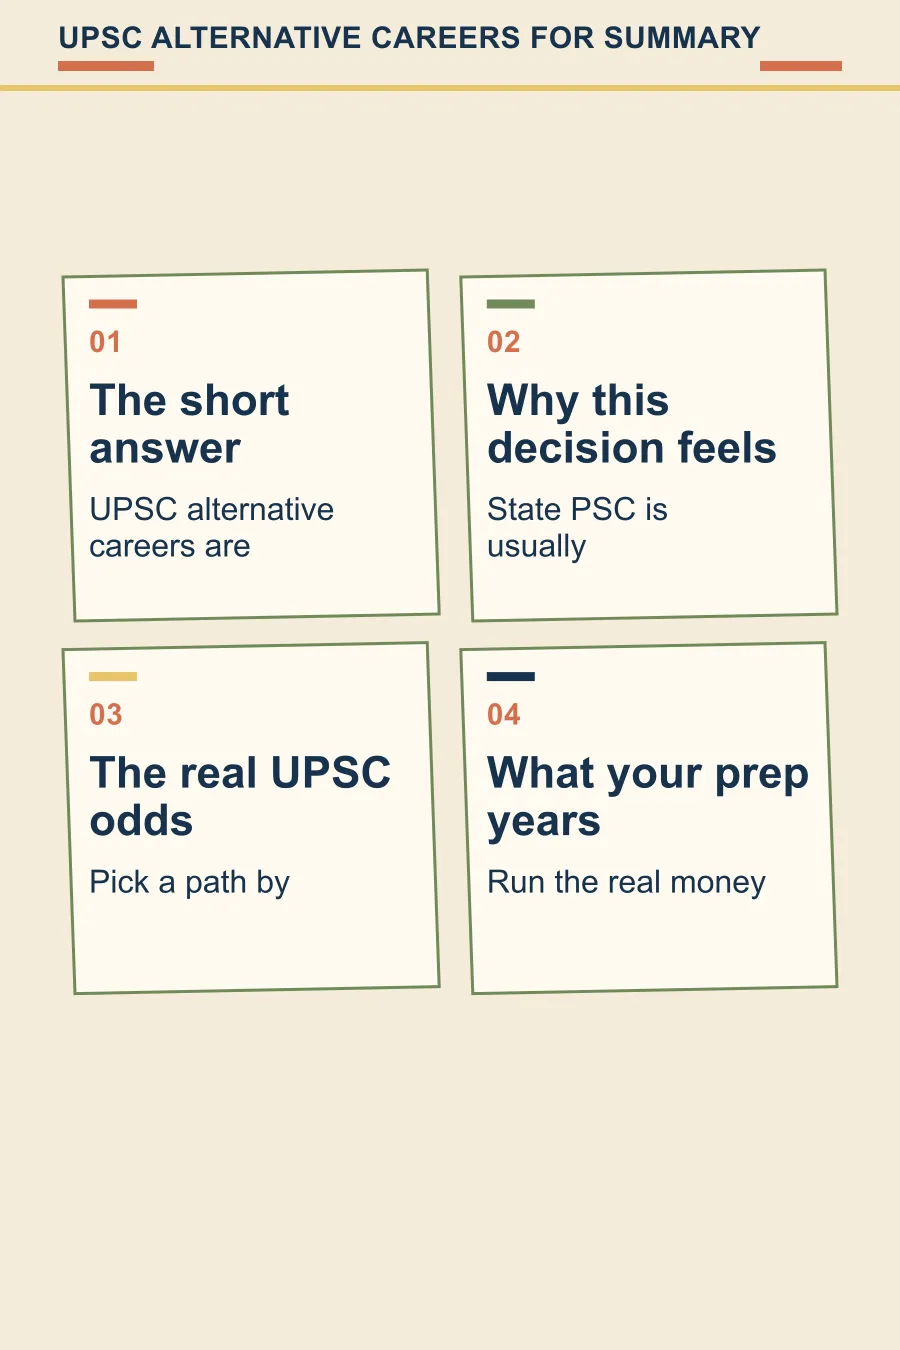 UPSC ALTERNATIVE CAREERS FOR SUMMARY
01
The short
answer
UPSC alternative
careers are
02
Why this
decision feels
State PSC is
usually
03
The real UPSC
odds
Pick a path by
04
What your prep
years
Run the real money